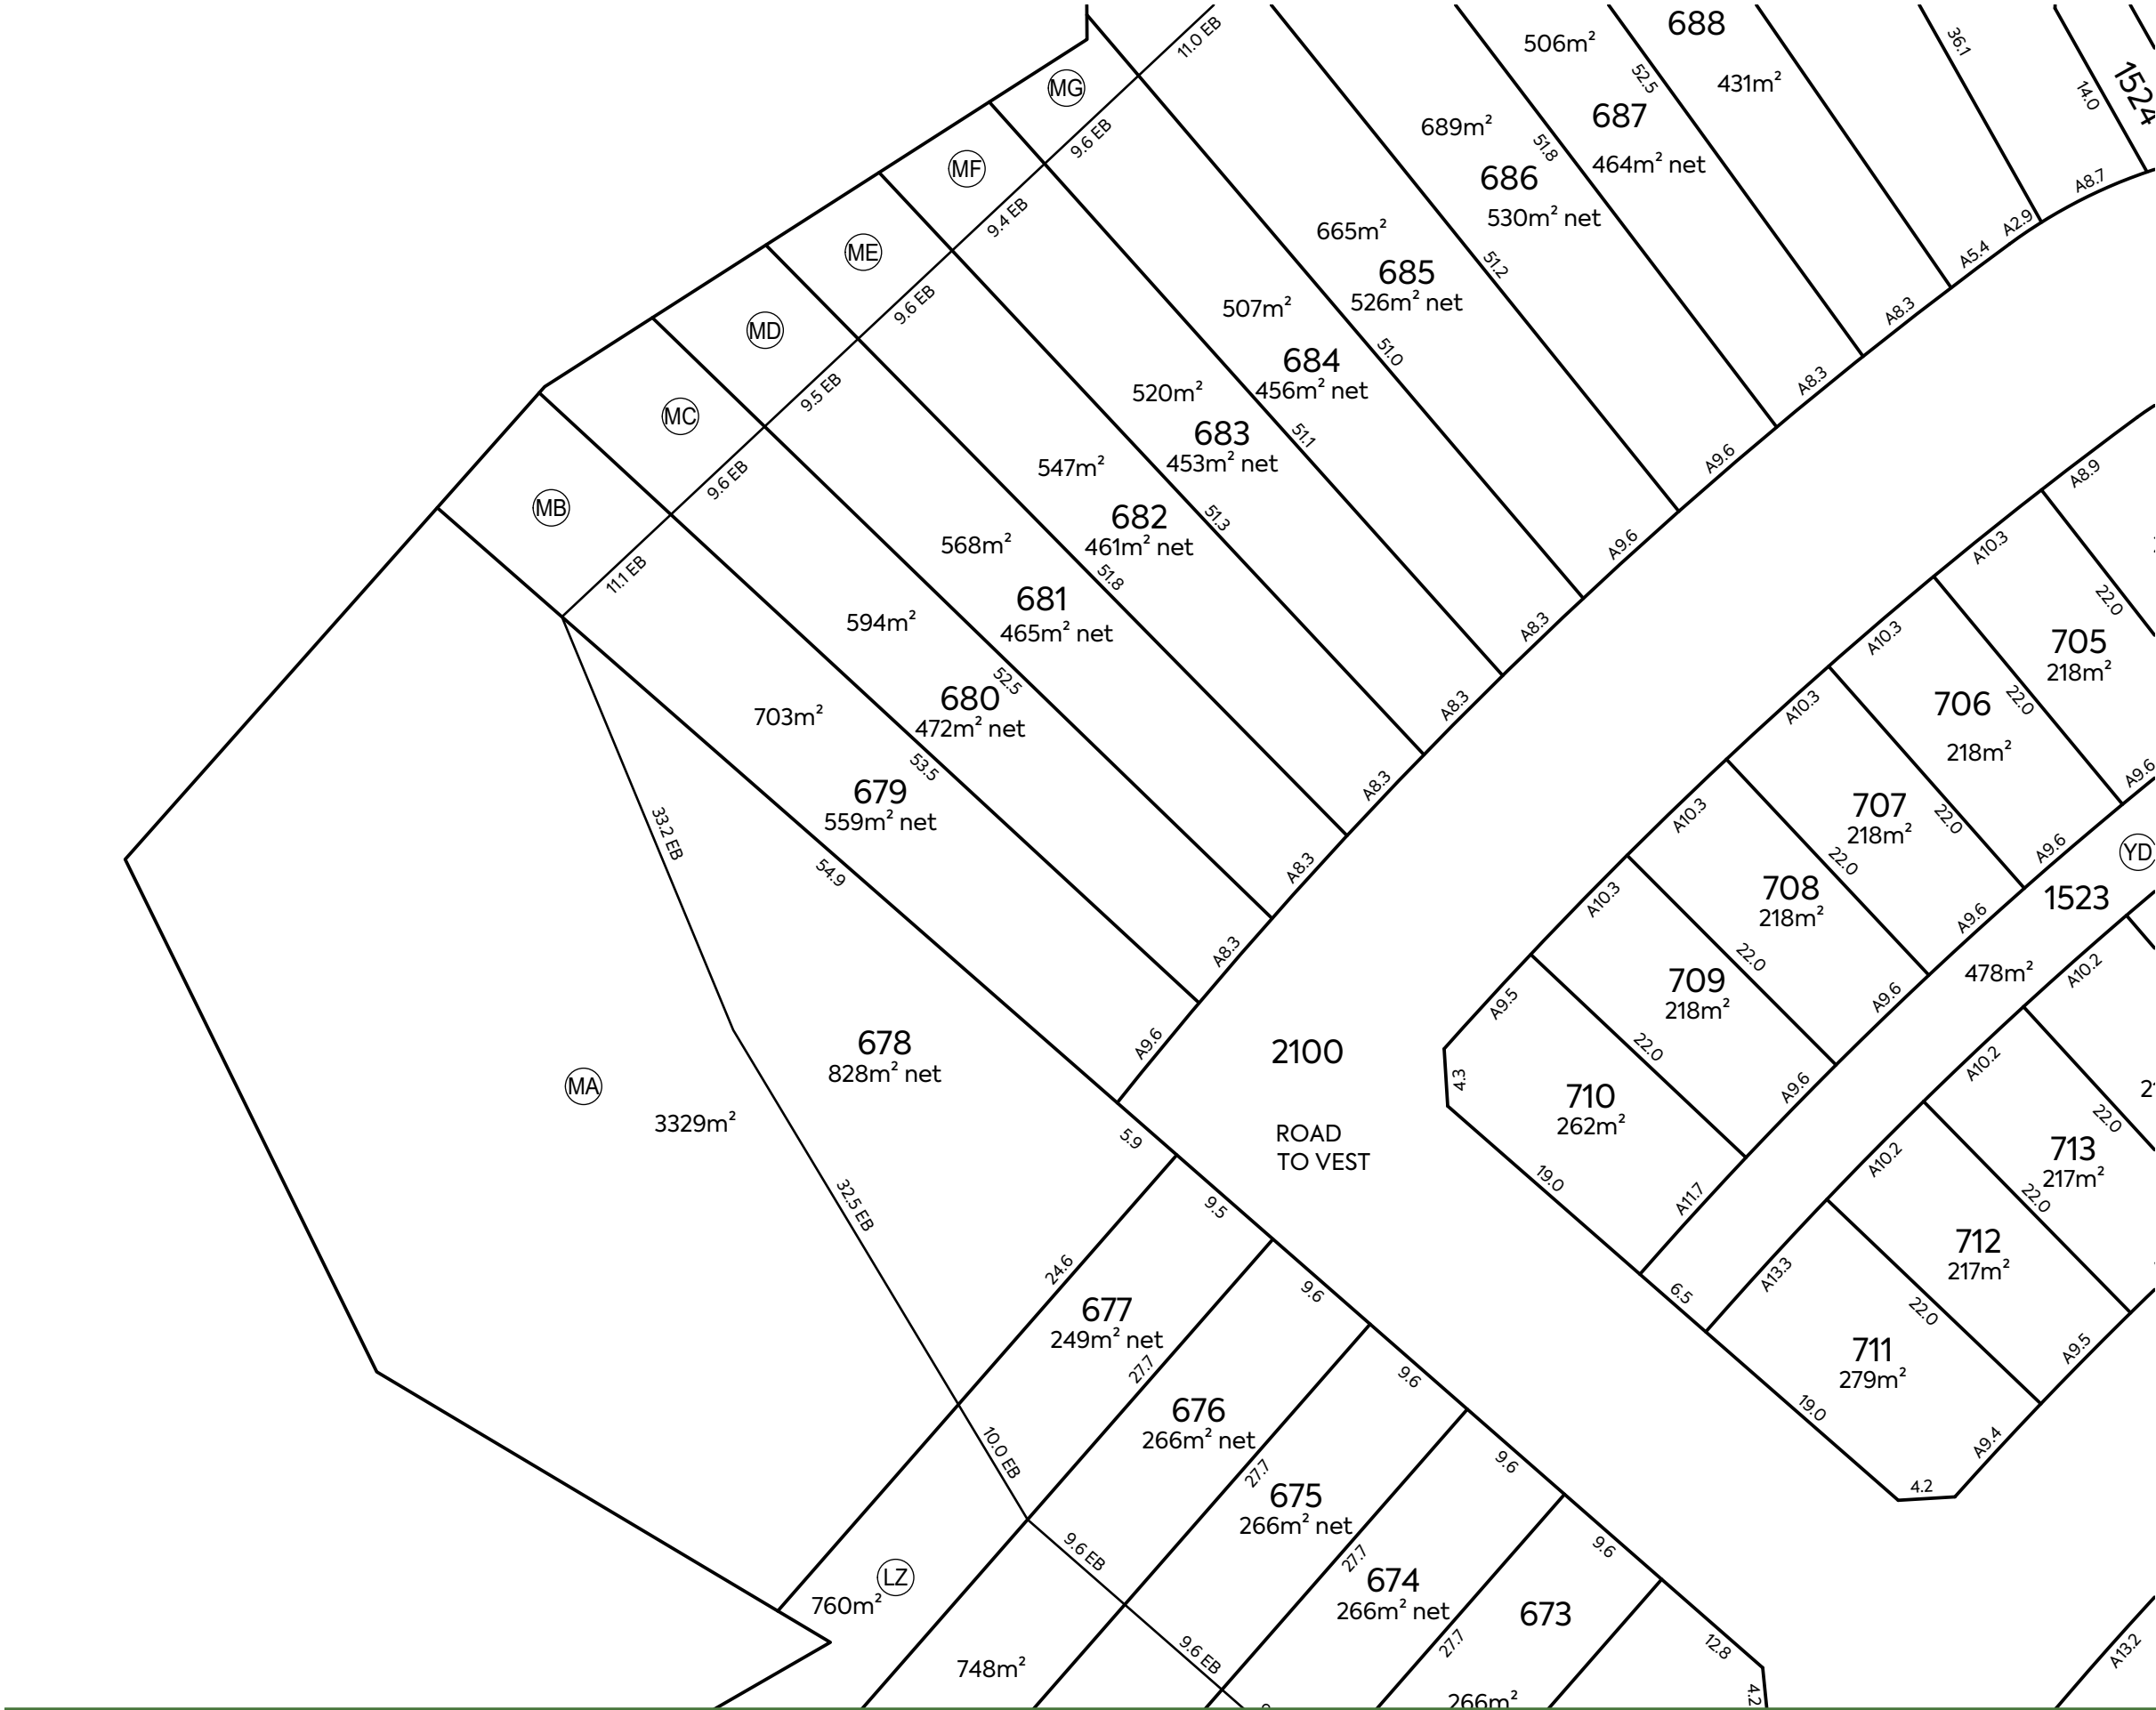 11.0 EB
506m²
688
36.1
14.0
1524
MG
52.5
431m²
9.6 EB
689m²
51.8
687
464m² net
MF
686
530m² net
A8.7
A2.9
9.4 EB
665m²
A5.4
ME
51.2
685
526m² net
9.6 EB
507m²
A8.3
MD
51.0
684
456m² net
A8.3
9.5 EB
520m²
MC
51.1
683
453m² net
A9.6
9.6 EB
547m²
A8.9
MB
51.3
682
461m² net
A9.6
A10.3
11.1 EB
568m²
51.8
681
465m² net
A8.3
22.0
594m²
A10.3
705
218m²
52.5
680
472m² net
A8.3
A10.3
706
22.0
218m²
703m²
53.5
679
559m² net
A8.3
A10.3
707
218m²
22.0
A9.6
33.2 EB
54.9
A8.3
A10.3
708
218m²
22.0
A9.6
YD
1523
A8.3
709
218m²
22.0
A9.6
478m²
A10.2
A9.5
A9.6
678
828m² net
A9.6
2100
22.0
4.3
710
262m²
A9.6
A10.2
21
MA
3329m²
5.9
ROAD
TO VEST
22.0
713
217m²
19.0
A10.2
32.5 EB
9.5
A11.7
22.0
712
217m²
24.6
A13.3
677
249m² net
9.6
6.5
22.0
27.7
711
279m²
A9.5
9.6
676
266m² net
19.0
10.0 EB
A9.4
27.7
675
266m² net
9.6
4.2
9.6 EB
27.7
674
266m² net
9.6
LZ
760m²
673
27.7
12.8
9.6 EB
748m²
A13.2
266m²
4.2